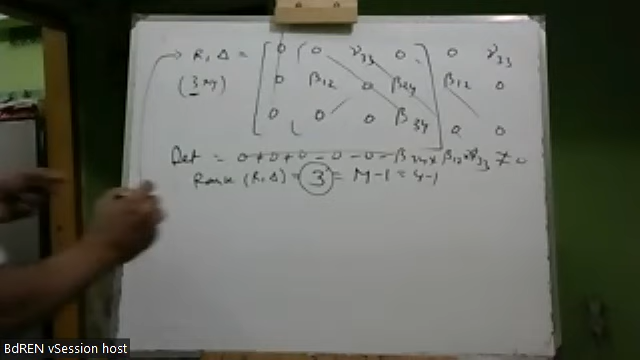 → R₁Δ = [ 0 0 γ₃₃ 0 ] 0 γ₃₃
(3×4) 0 β₁₂ 0 β₂₄ β₁₂ 0
0 0 0 β₃₄ 0 0
Det = 0+0+0-0-0-β₃₄×β₁₂×γ₃₃ ≠ 0
Rank (R₁Δ) = 3 = M-1 = 4-1
BdREN vSession host